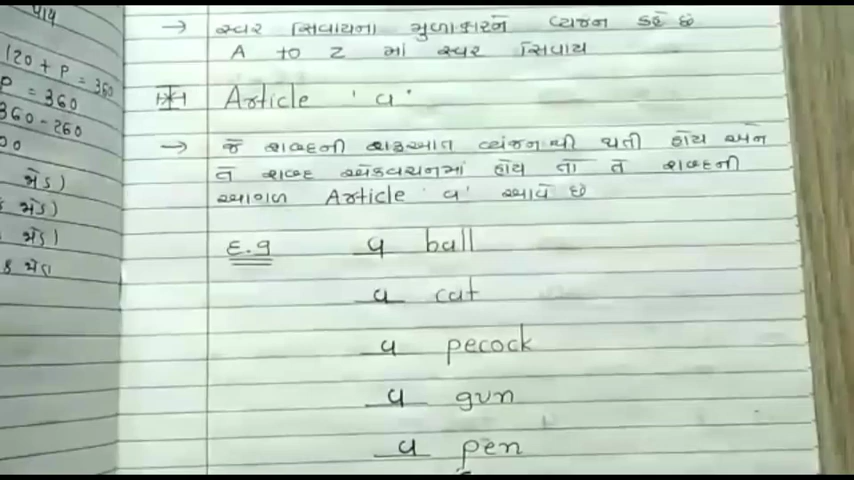 પાય
120 + P = 360
P = 360
360 - 260
00
ભેંડ)
ભેંડ)
ભેંડ)
→ સ્વર સિવાયના મુળાક્ષરને વ્યંજન કહે છે
A to Z માં સ્વર સિવાય
Article 'a'
→ જે શબ્દની શરૂઆત વ્યંજનથી થતી હોય અને
તે શબ્દ એકવચનમાં હોય તો તે શબ્દની
આગળ Article 'a' આવે છે
E.g a ball
a cat
a pecock
a gun
a pen